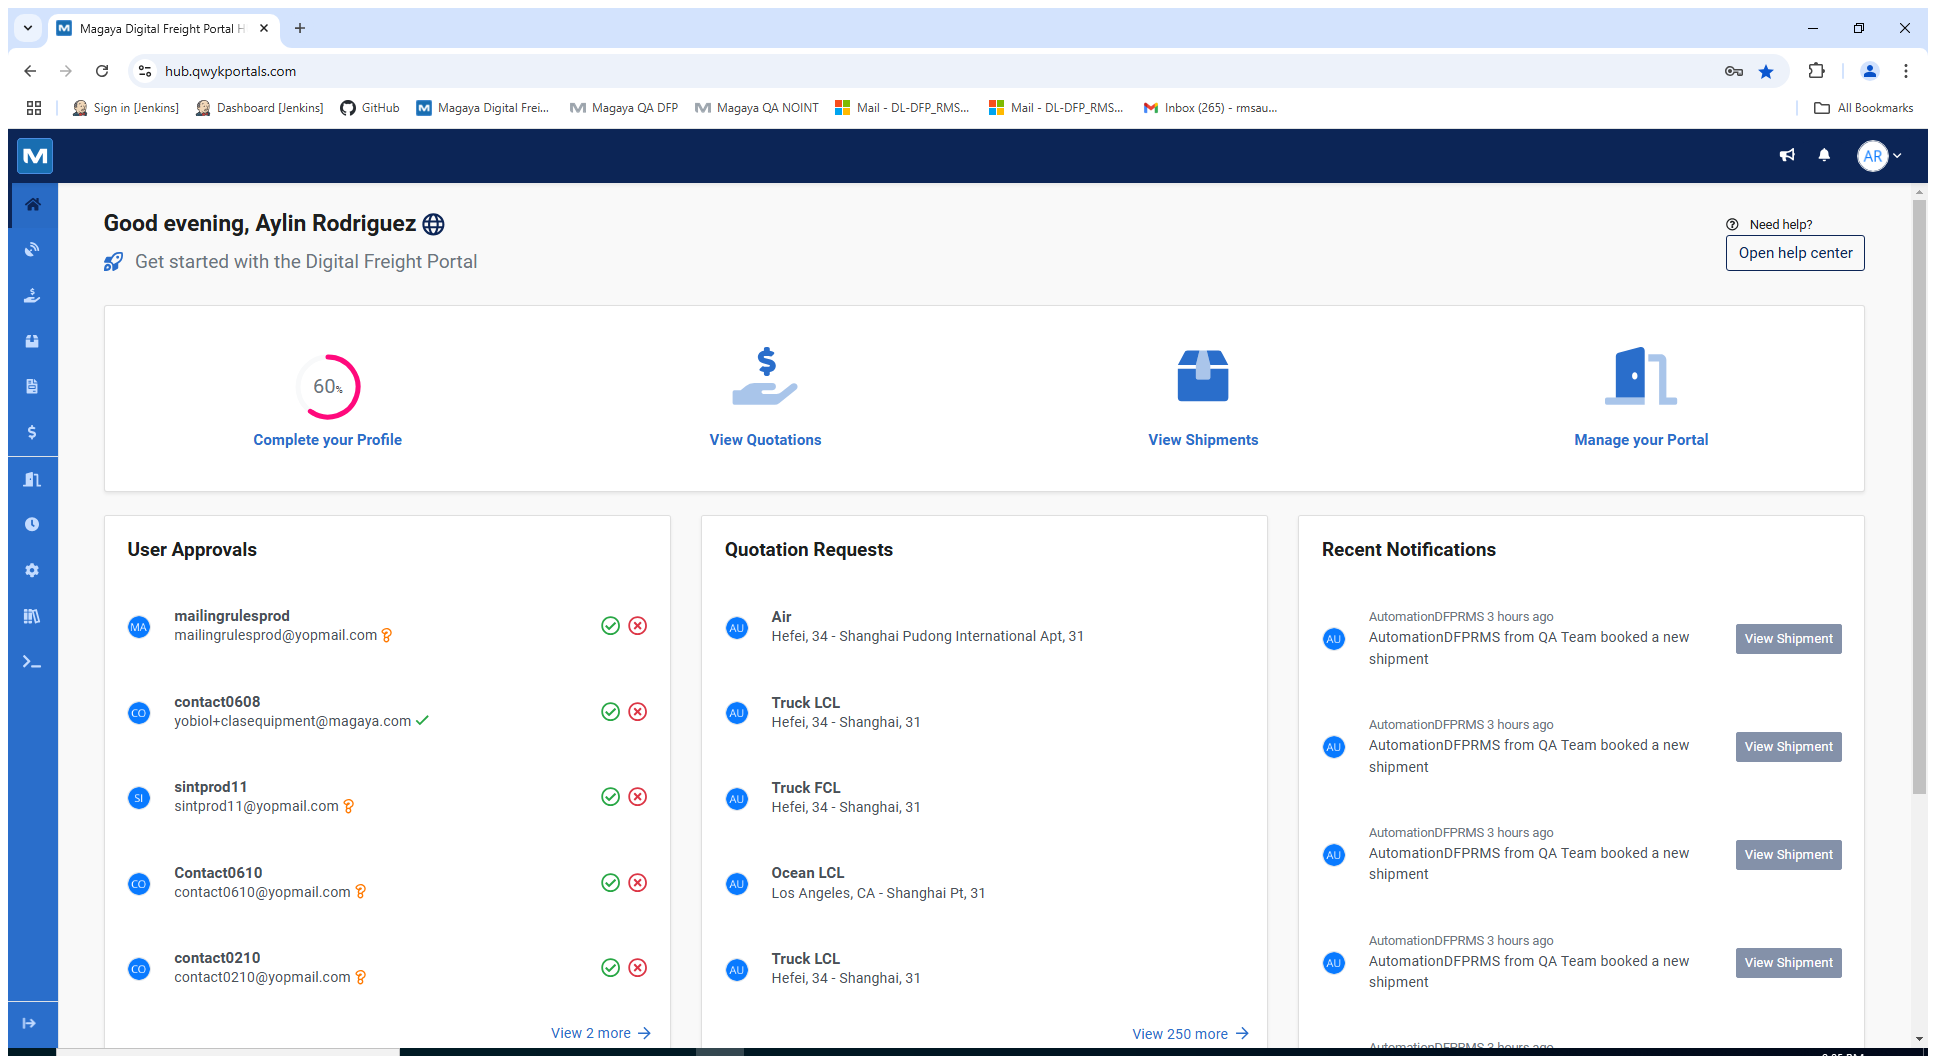 Magaya Digital Freight Portal H
hub.qwykportals.com
Sign in [Jenkins]
Dashboard [Jenkins]
GitHub
Magaya Digital Frei...
Magaya QA DFP
Magaya QA NOINT
Mail - DL-DFP_RMS...
Mail - DL-DFP_RMS...
Inbox (265) - rmsau...
All Bookmarks
M
AR
Good evening, Aylin Rodriguez
Get started with the Digital Freight Portal
Need help?
Open help center
60%
Complete your Profile
View Quotations
View Shipments
Manage your Portal
User Approvals
MA
mailingrulesprod
mailingrulesprod@yopmail.com
CO
contact0608
yobiol+clasequipment@magaya.com
SI
sintprod11
sintprod11@yopmail.com
CO
Contact0610
contact0610@yopmail.com
CO
contact0210
contact0210@yopmail.com
View 2 more
Quotation Requests
AU
Air
Hefei, 34 - Shanghai Pudong International Apt, 31
AU
Truck LCL
Hefei, 34 - Shanghai, 31
AU
Truck FCL
Hefei, 34 - Shanghai, 31
AU
Ocean LCL
Los Angeles, CA - Shanghai Pt, 31
AU
Truck LCL
Hefei, 34 - Shanghai, 31
View 250 more
Recent Notifications
AU
AutomationDFPRMS 3 hours ago
AutomationDFPRMS from QA Team booked a new
shipment
View Shipment
AU
AutomationDFPRMS 3 hours ago
AutomationDFPRMS from QA Team booked a new
shipment
View Shipment
AU
AutomationDFPRMS 3 hours ago
AutomationDFPRMS from QA Team booked a new
shipment
View Shipment
AU
AutomationDFPRMS 3 hours ago
AutomationDFPRMS from QA Team booked a new
shipment
View Shipment
AutomationDFPRMS 3 hours ago